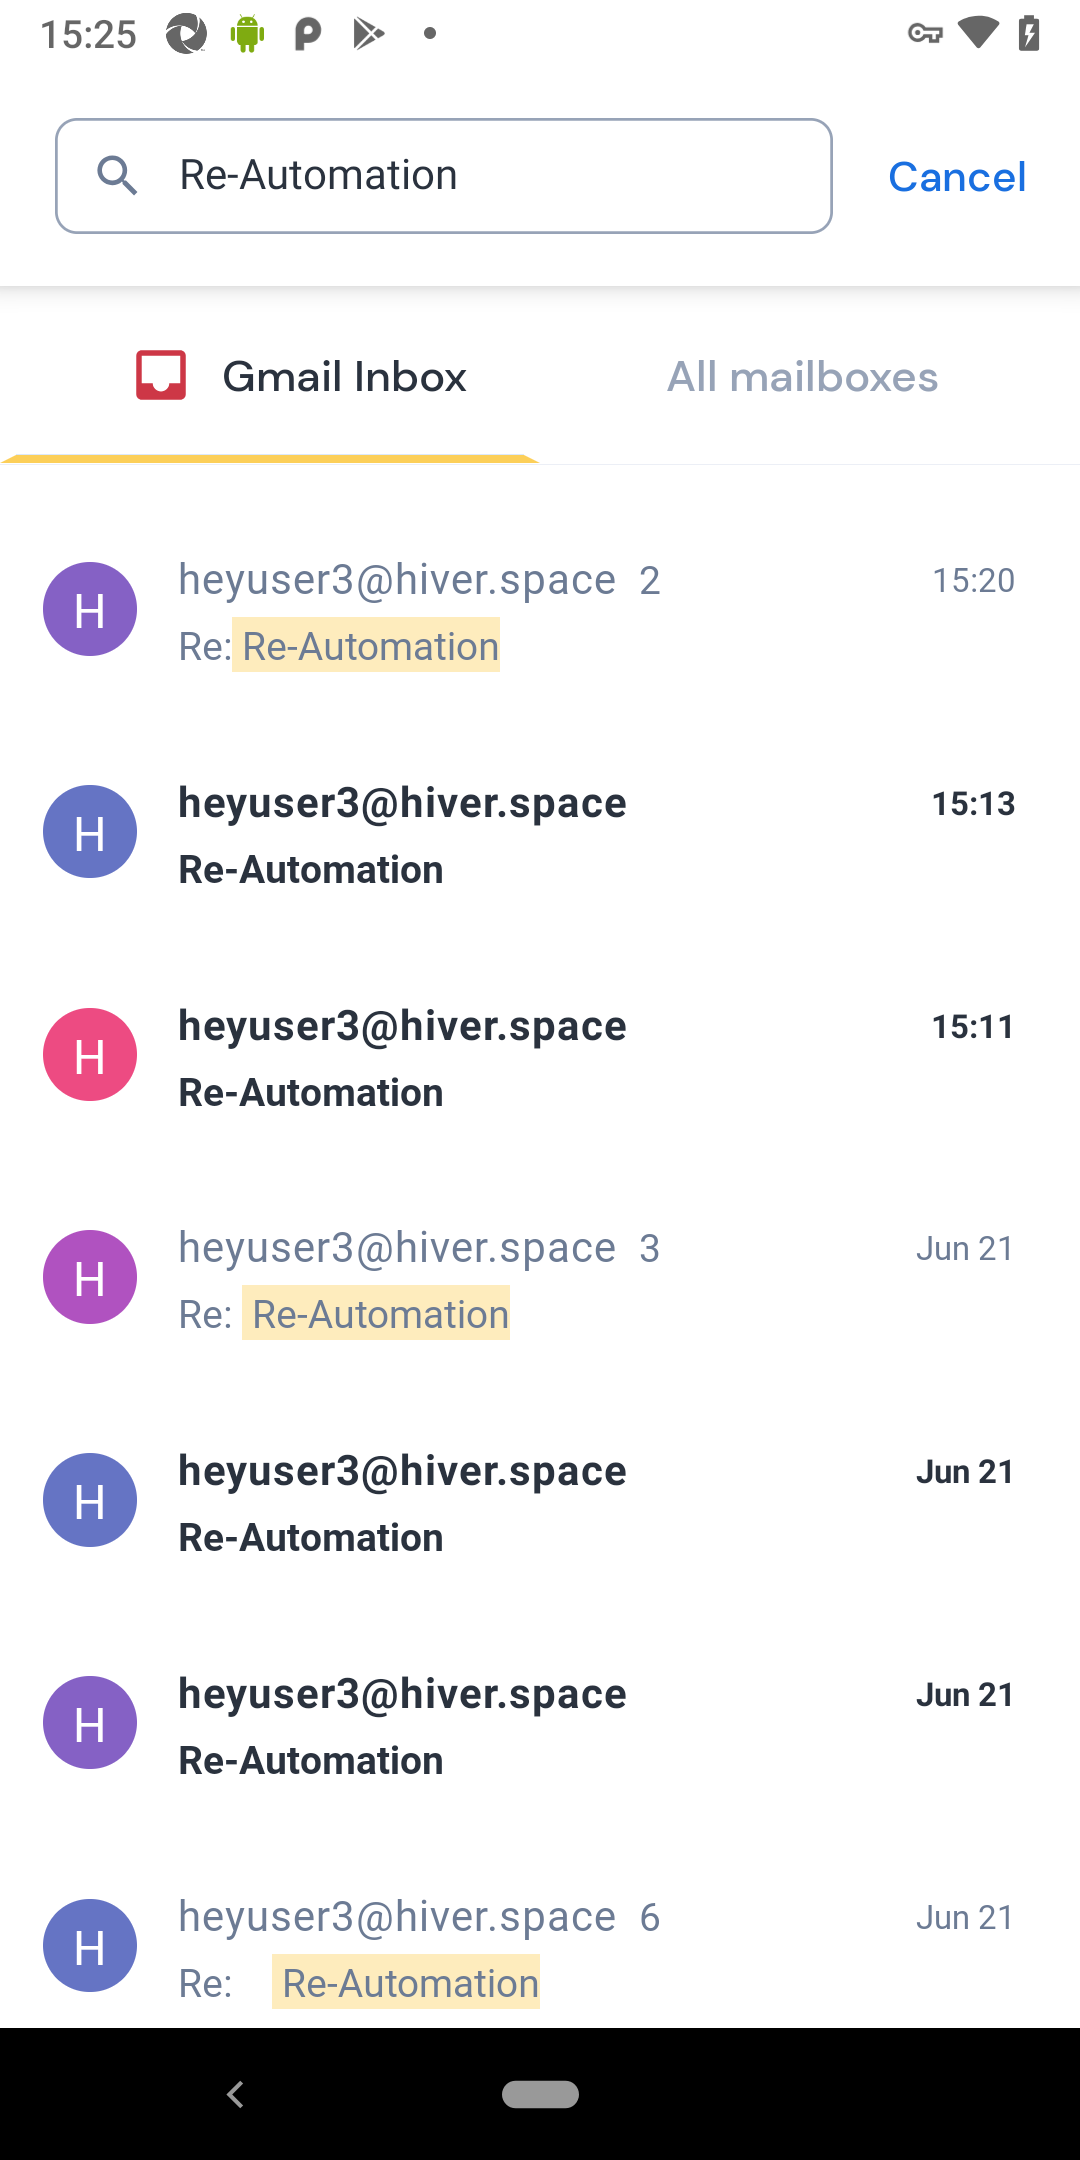 15:25
Re-Automation
Cancel
Gmail Inbox
All mailboxes
H
heyuser3@hiver.space 2
15:20
Re: Re-Automation
H
heyuser3@hiver.space
15:13
Re-Automation
H
heyuser3@hiver.space
15:11
Re-Automation
H
heyuser3@hiver.space 3
Jun 21
Re: Re-Automation
H
heyuser3@hiver.space
Jun 21
Re-Automation
H
heyuser3@hiver.space
Jun 21
Re-Automation
H
heyuser3@hiver.space 6
Jun 21
Re: Re-Automation